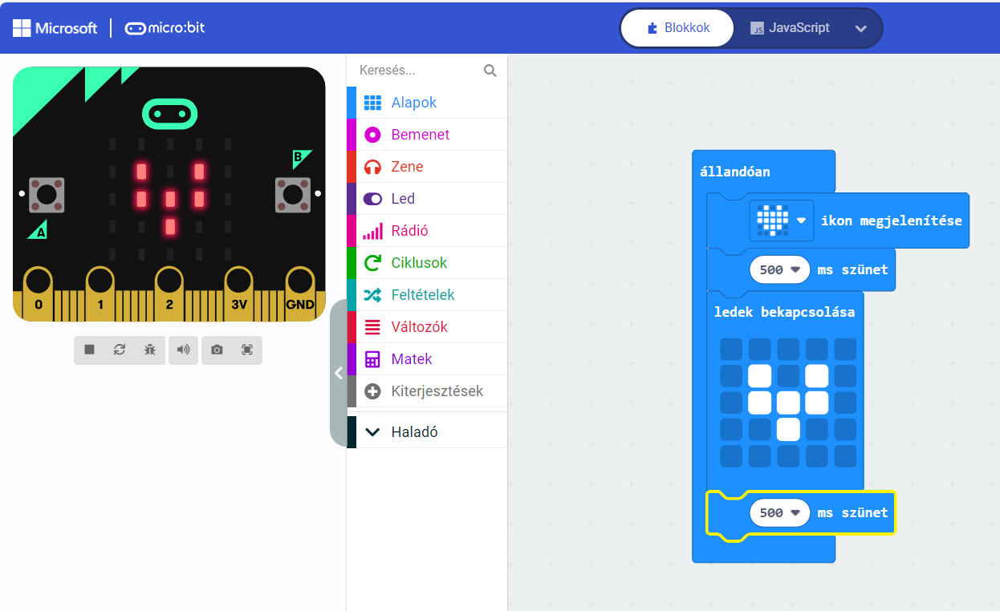 Microsoft micro:bit
Blokkok
JavaScript
Keresés...
Alapok
Bemenet
Zene
Led
Rádió
Ciklusok
Feltételek
Változók
Matek
Kiterjesztések
Haladó
B
A
0 1 2 3V GND
állandóan
ikon megjelenítése
500 ms szünet
ledek bekapcsolása
500 ms szünet